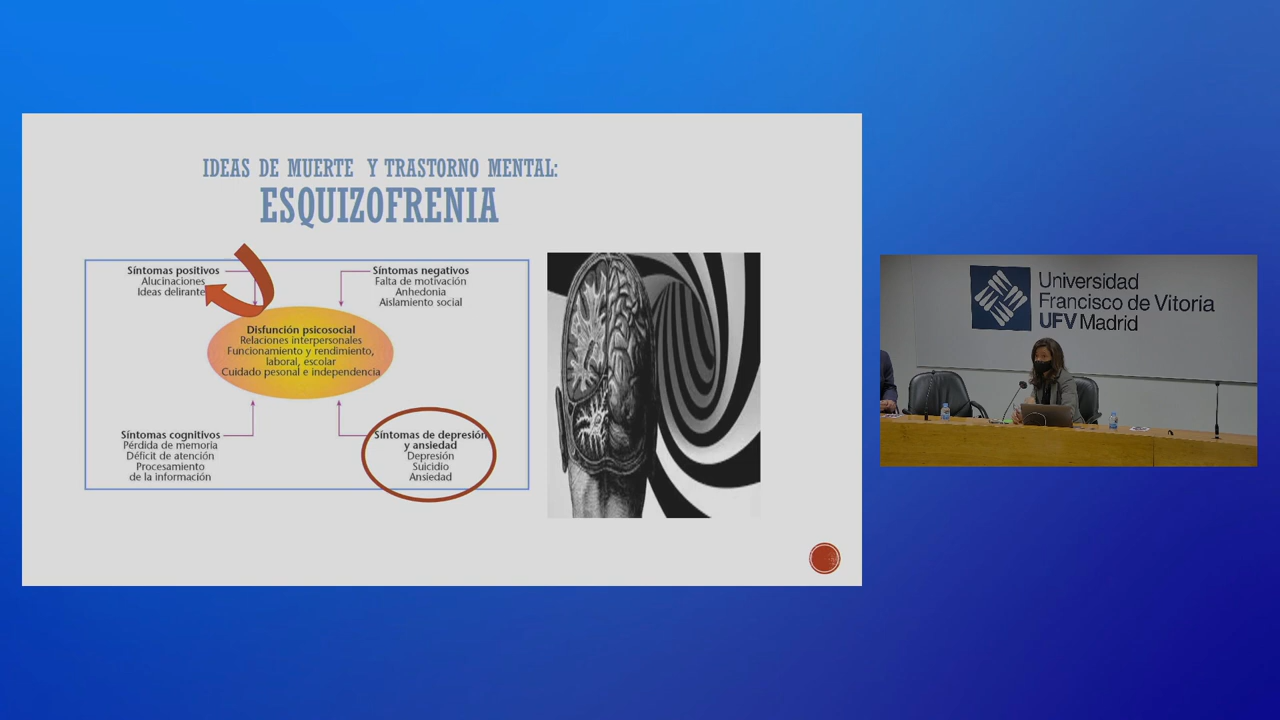 IDEAS DE MUERTE Y TRASTORNO MENTAL:
ESQUIZOFRENIA
Síntomas positivos
Alucinaciones
Ideas delirante
Síntomas negativos
Falta de motivación
Anhedonia
Aislamiento social
Disfunción psicosocial
Relaciones interpersonales
Funcionamiento y rendimiento,
laboral, escolar
Cuidado pesonal e independencia
Síntomas cognitivos
Pérdida de memoria
Déficit de atención
Procesamiento
de la información
Síntomas de depresión
y ansiedad
Depresión
Suicidio
Ansiedad
Universidad
Francisco de Vitoria
UFV Madrid